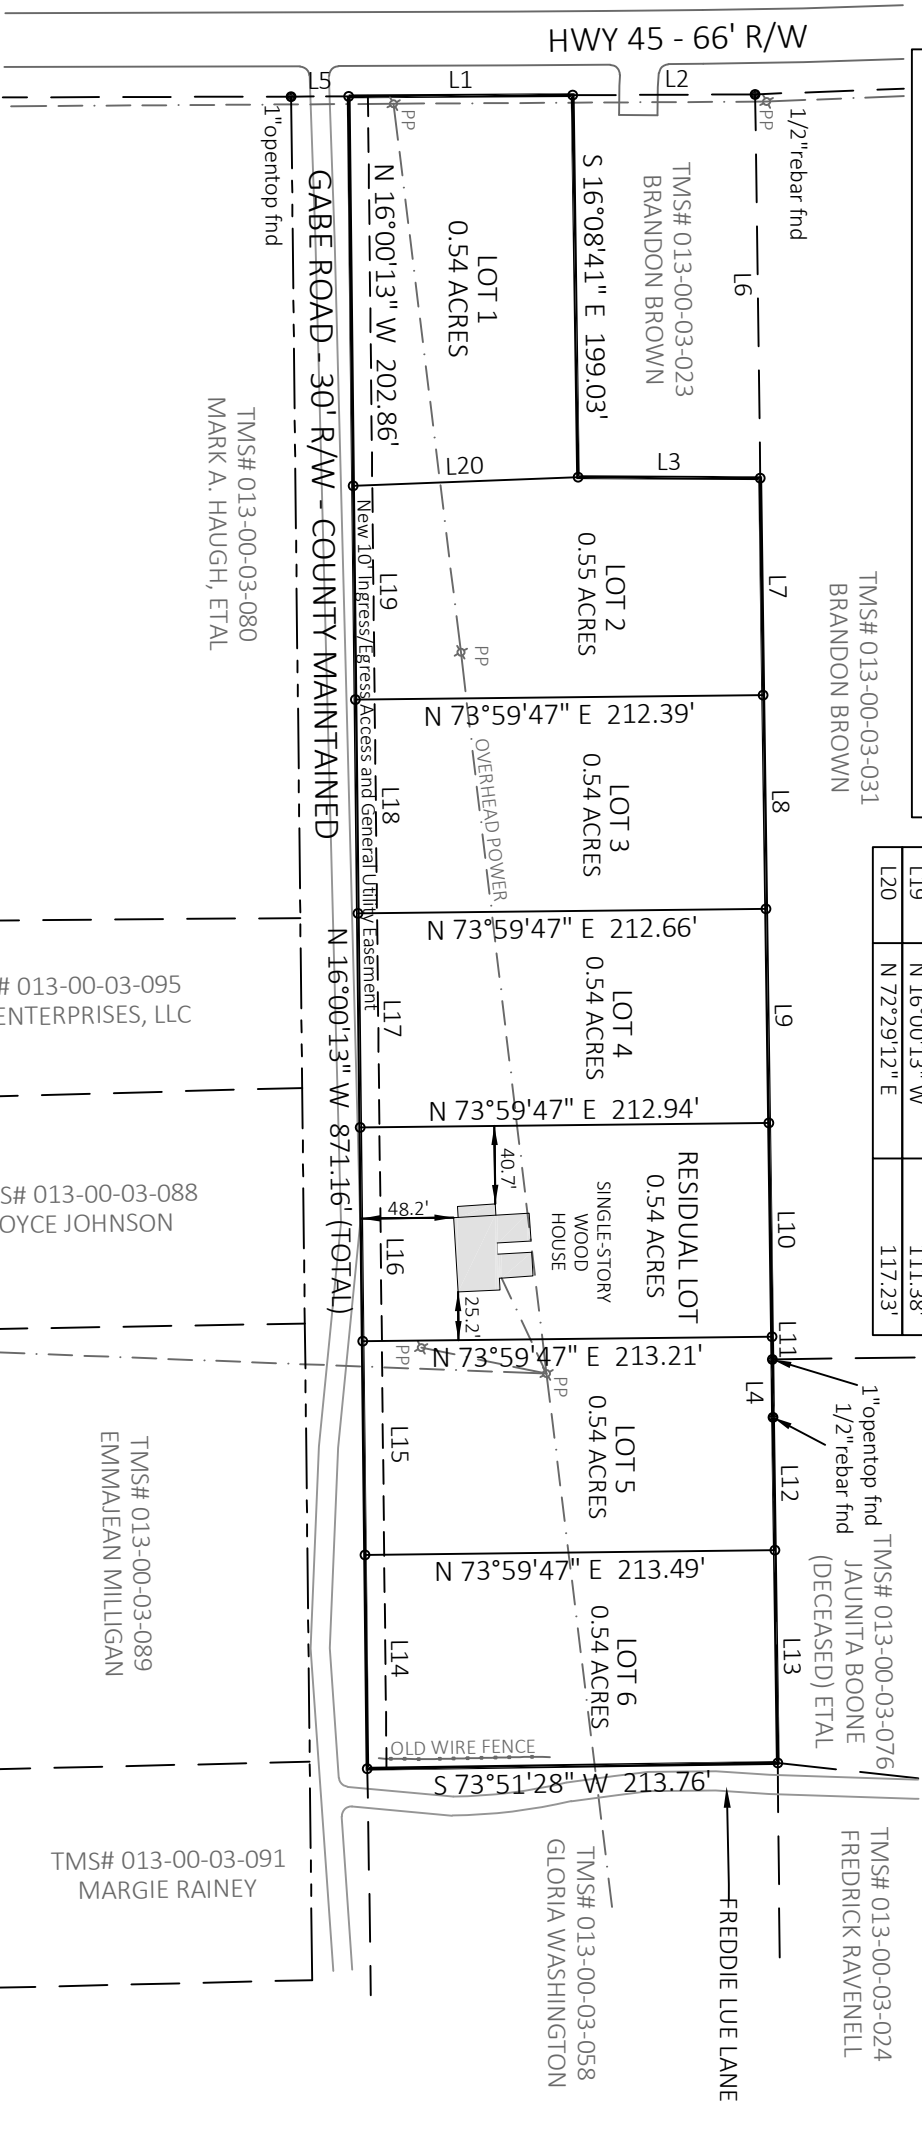 HWY 45 - 66' R/W
L5
L1
L2
PP
PP
1"opentop fnd
1/2"rebar fnd
TMS# 013-00-03-023
BRANDON BROWN
S 16°08'41" E 199.03'
N 16°00'13" W 202.86'
LOT 1
0.54 ACRES
L6
GABE ROAD - 30' R/W - COUNTY MAINTAINED
TMS# 013-00-03-080
MARK A. HAUGH, ETAL
L20
L3
New 10' Ingress/Egress Access and General Utility Easement
L19
LOT 2
0.55 ACRES
L7
TMS# 013-00-03-031
BRANDON BROWN
PP
N 73°59'47" E 212.39'
OVERHEAD POWER
L18
LOT 3
0.54 ACRES
L8
L19 N 16°00'13" W 111.38'
L20 N 72°29'12" E 117.23'
N 73°59'47" E 212.66'
N 16°00'13" W 871.16' (TOTAL)
# 013-00-03-095
ENTERPRISES, LLC
L17
LOT 4
0.54 ACRES
L9
N 73°59'47" E 212.94'
40.7'
48.2'
25.2'
SINGLE-STORY
WOOD
HOUSE
RESIDUAL LOT
0.54 ACRES
L10
L16
S# 013-00-03-088
OYCE JOHNSON
L11
N 73°59'47" E 213.21'
PP
PP
L4
1"opentop fnd
1/2"rebar fnd
L15
LOT 5
0.54 ACRES
L12
TMS# 013-00-03-089
EMMAJEAN MILLIGAN
TMS# 013-00-03-076
JAUNITA BOONE
(DECEASED) ETAL
N 73°59'47" E 213.49'
L14
LOT 6
0.54 ACRES
L13
OLD WIRE FENCE
S 73°51'28" W 213.76'
TMS# 013-00-03-091
MARGIE RAINEY
TMS# 013-00-03-058
GLORIA WASHINGTON
FREDDIE LUE LANE
TMS# 013-00-03-024
FREDRICK RAVENELL